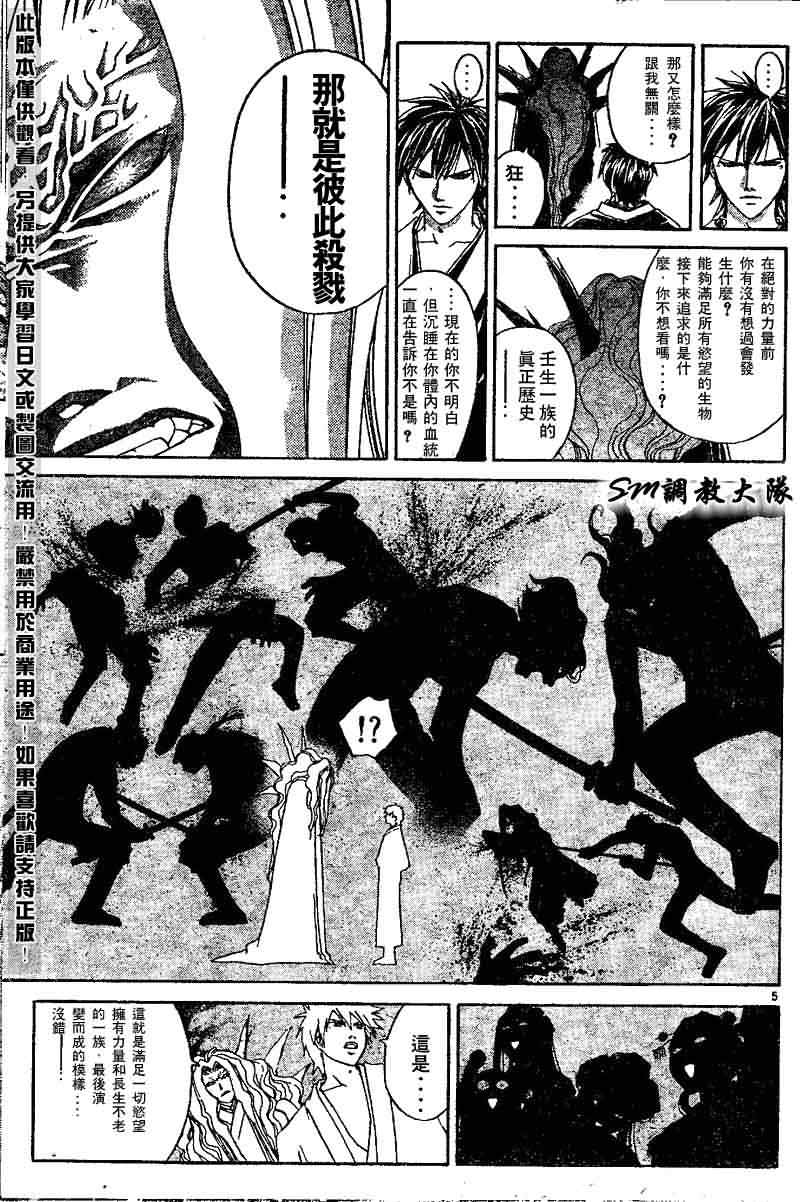 ····
那又怎麼樣？
跟我無關····
狂···
····
在絕對的力量前
你有沒有想過會發
生什麼？
能夠滿足所有慾望的生物
接下來追求的是什
麼，你不想看嗎····？
壬生一族的
真正歷史
——
····現在的你不明白
，但沉睡在你體內的血統
一直在告訴你不是嗎？
那就是彼此殺戮
——．
SM調教大隊
!?
5
這是····
這就是滿足一切慾望
擁有力量和長生不老
的一族，最後演
變而成的模樣····
沒錯——
此版本僅供觀看，另提供大家學習日文或製圖交流用！嚴禁用於商業用途！如果喜歡請支持正版！